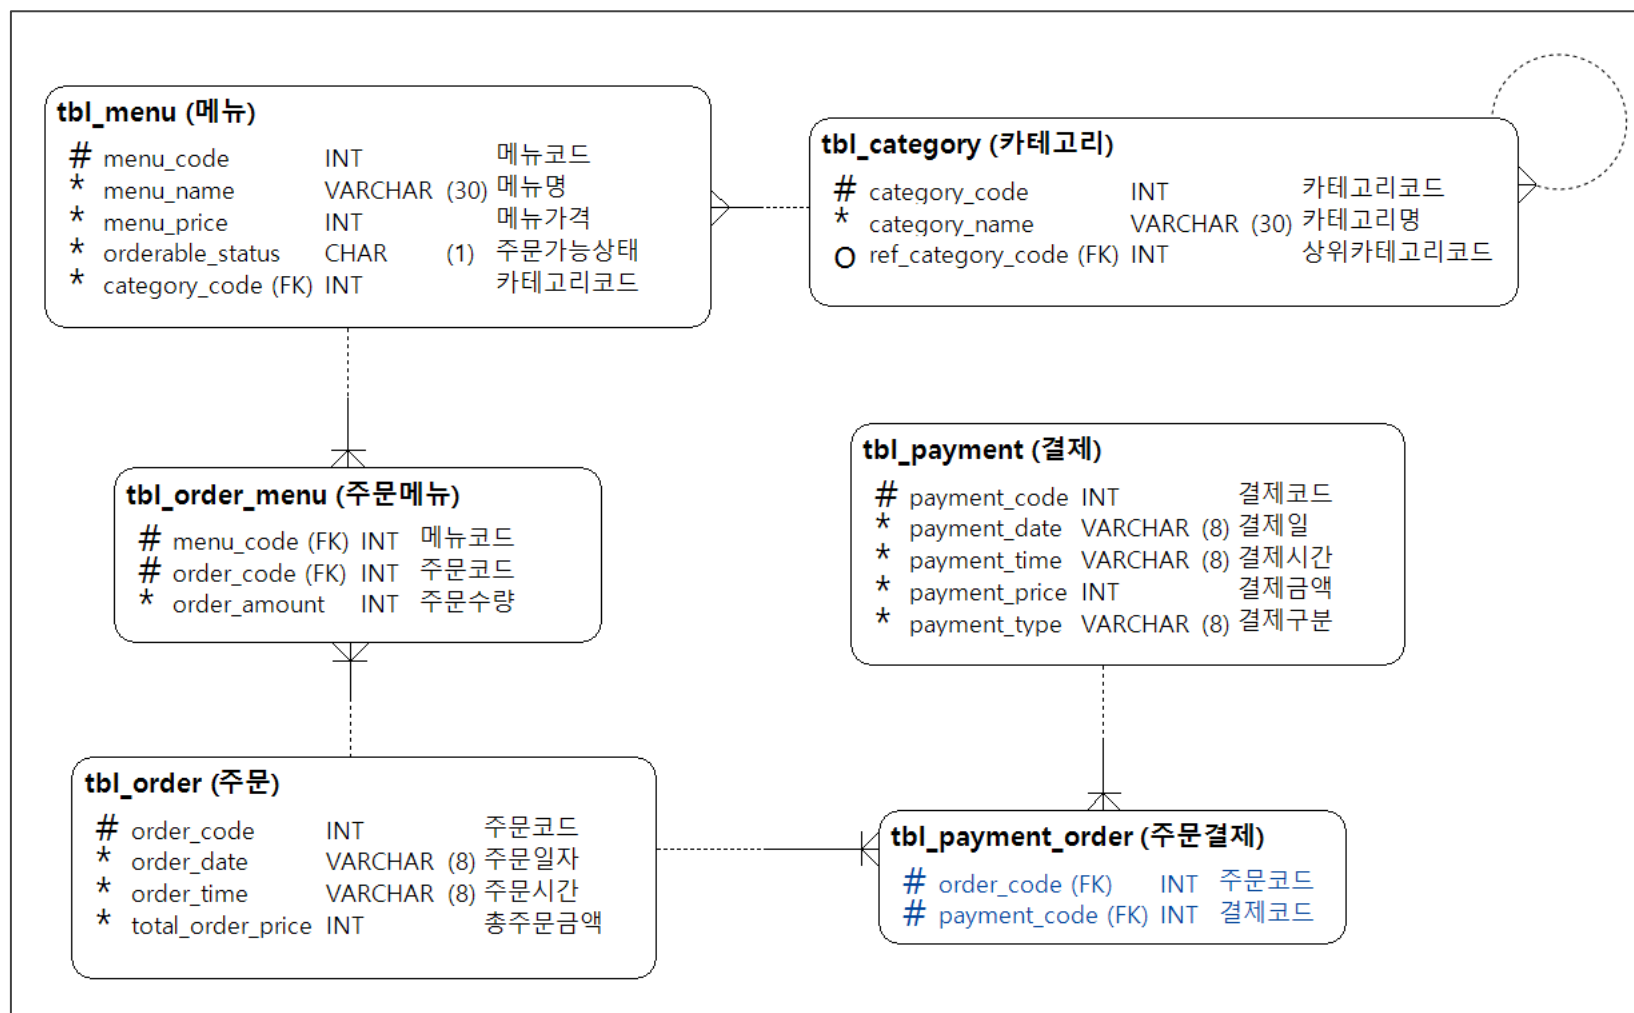 tbl_menu (메뉴)
# menu_code INT 메뉴코드
* menu_name VARCHAR (30) 메뉴명
* menu_price INT 메뉴가격
* orderable_status CHAR (1) 주문가능상태
* category_code (FK) INT 카테고리코드
tbl_category (카테고리)
# category_code INT 카테고리코드
* category_name VARCHAR (30) 카테고리명
O ref_category_code (FK) INT 상위카테고리코드
tbl_order_menu (주문메뉴)
# menu_code (FK) INT 메뉴코드
# order_code (FK) INT 주문코드
* order_amount INT 주문수량
tbl_payment (결제)
# payment_code INT 결제코드
* payment_date VARCHAR (8) 결제일
* payment_time VARCHAR (8) 결제시간
* payment_price INT 결제금액
* payment_type VARCHAR (8) 결제구분
tbl_order (주문)
# order_code INT 주문코드
* order_date VARCHAR (8) 주문일자
* order_time VARCHAR (8) 주문시간
* total_order_price INT 총주문금액
tbl_payment_order (주문결제)
# order_code (FK) INT 주문코드
# payment_code (FK) INT 결제코드